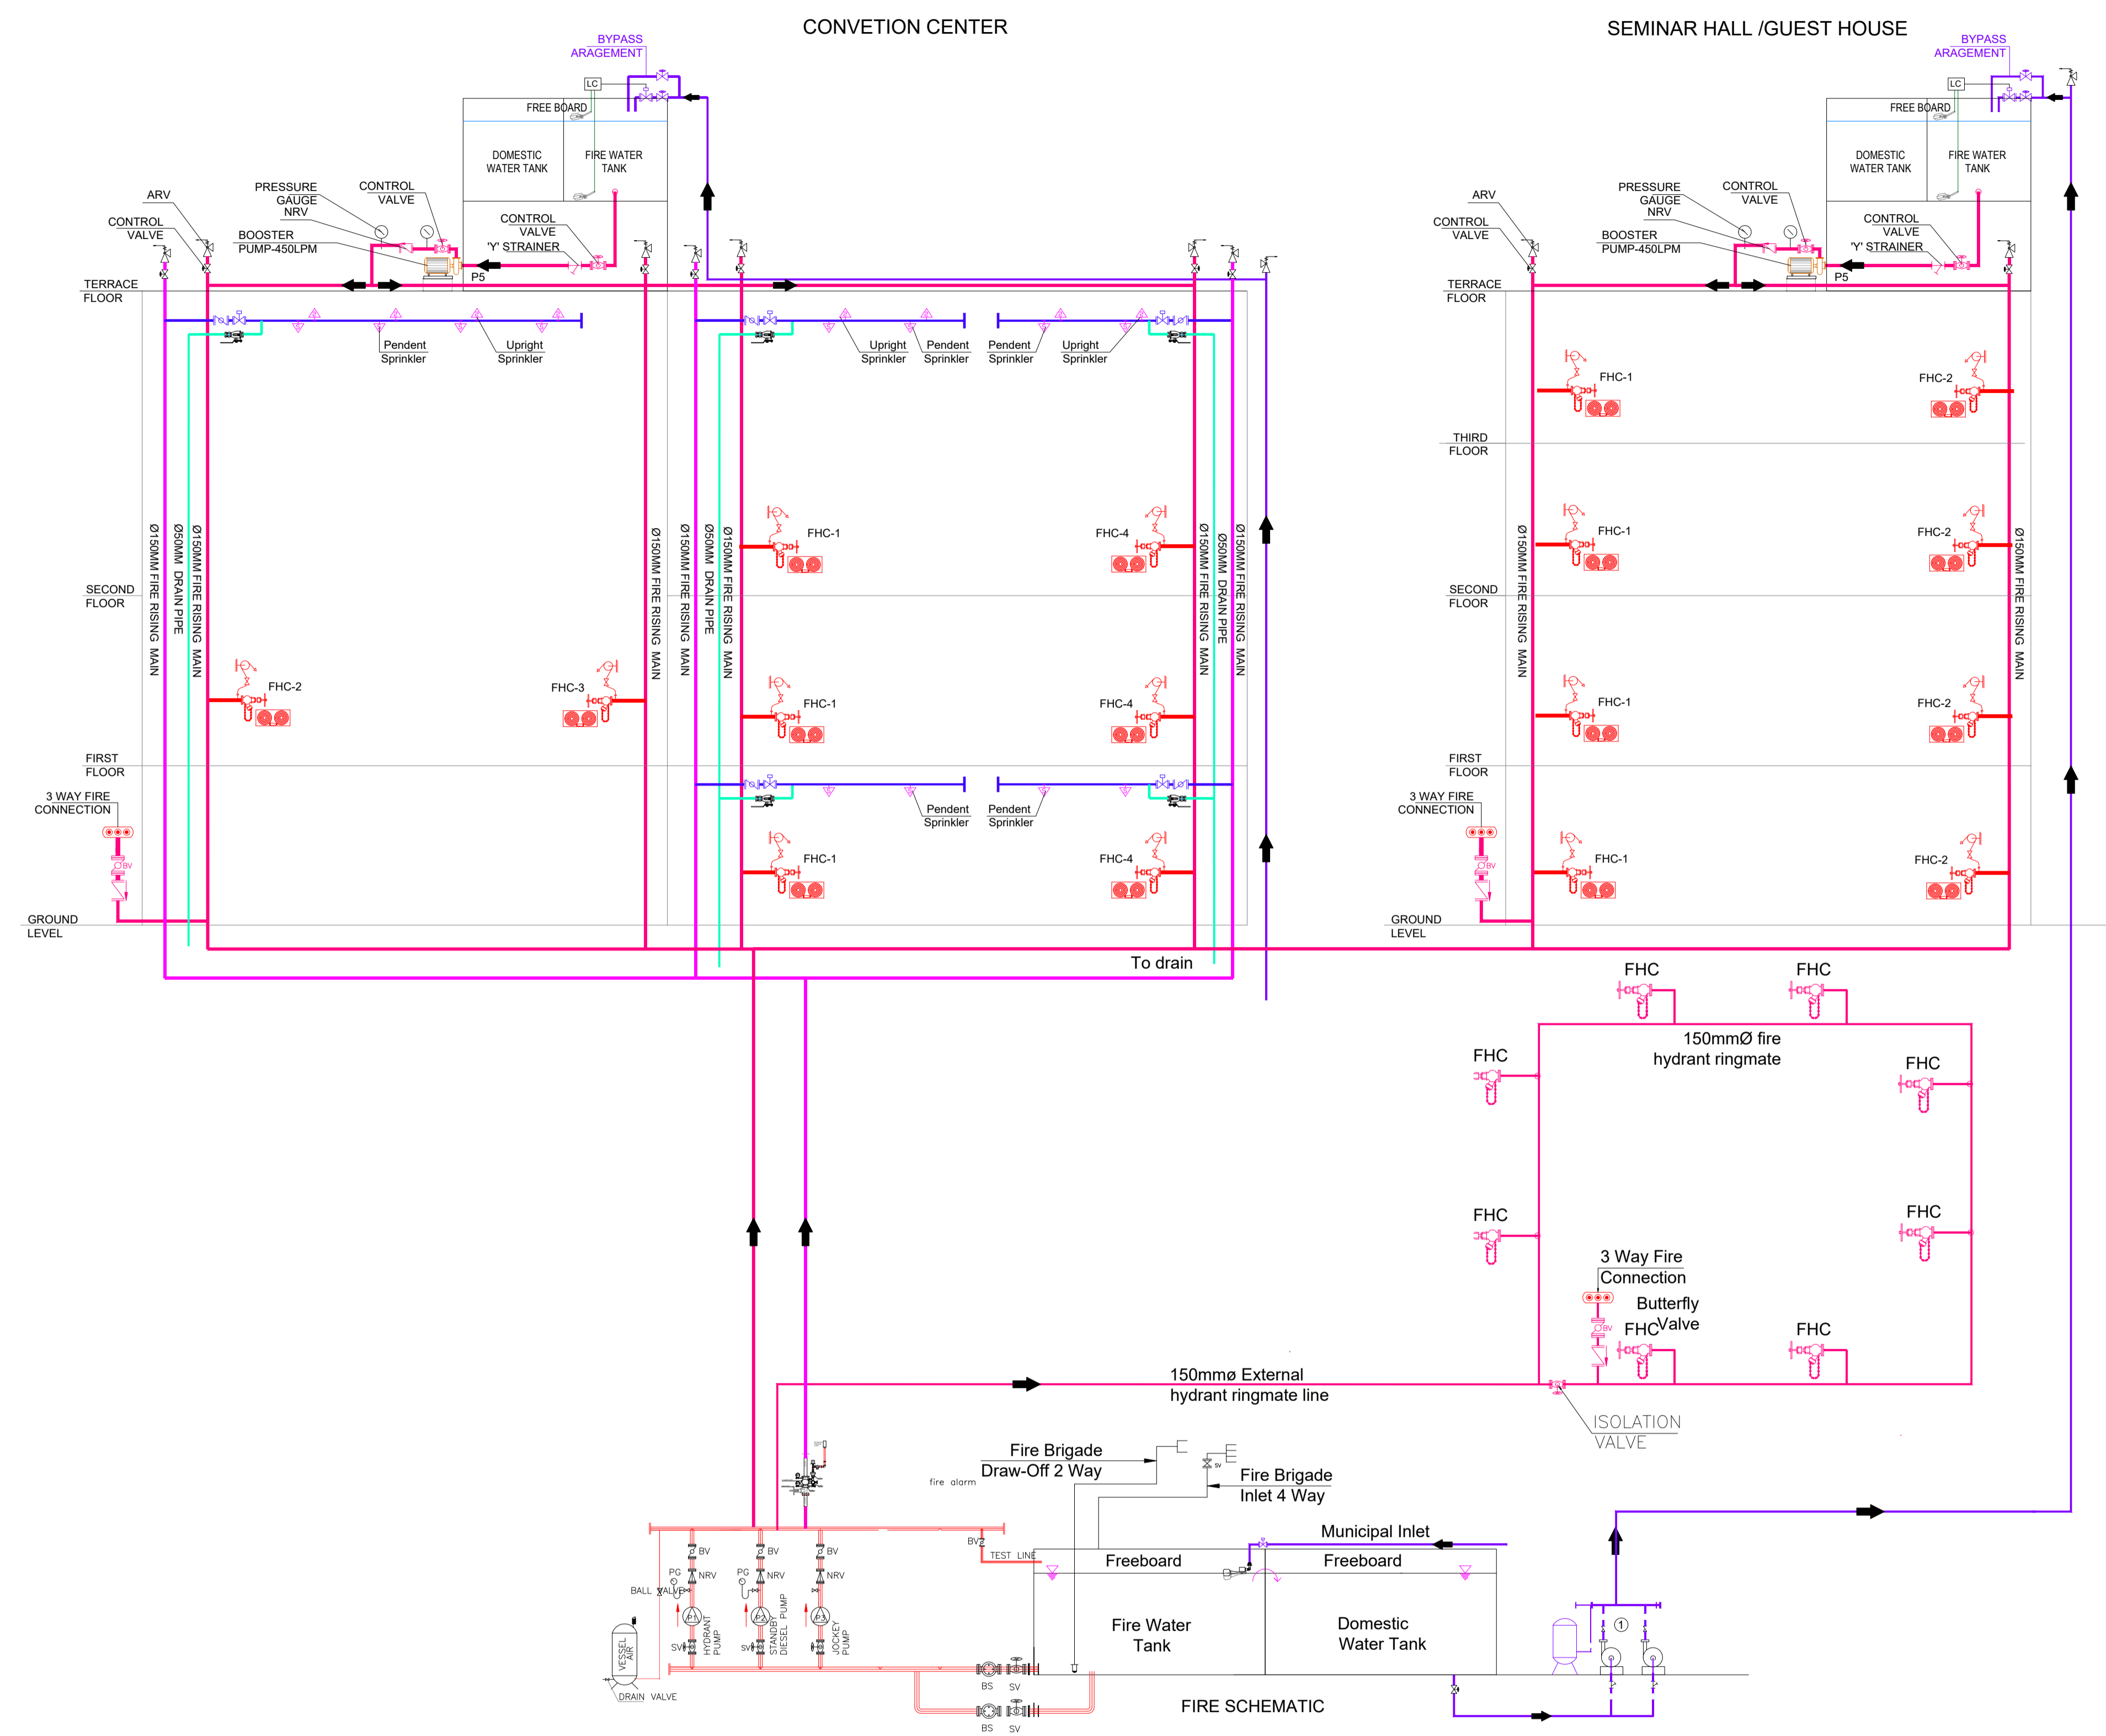 CONVETION CENTER
SEMINAR HALL /GUEST HOUSE
BYPASS
ARAGEMENT
LC
FREE BOARD
DOMESTIC
WATER TANK
FIRE WATER
TANK
ARV
CONTROL
VALVE
PRESSURE
GAUGE
NRV
BOOSTER
PUMP-450LPM
CONTROL
VALVE
CONTROL
VALVE
'Y' STRAINER
P5
BYPASS
ARAGEMENT
LC
FREE BOARD
DOMESTIC
WATER TANK
FIRE WATER
TANK
ARV
CONTROL
VALVE
PRESSURE
GAUGE
NRV
BOOSTER
PUMP-450LPM
CONTROL
VALVE
CONTROL
VALVE
'Y' STRAINER
P5
TERRACE
FLOOR
Pendent
Sprinkler
Upright
Sprinkler
Upright
Sprinkler
Pendent
Sprinkler
Pendent
Sprinkler
Upright
Sprinkler
TERRACE
FLOOR
FHC-1
FHC-2
THIRD
FLOOR
Ø150MM FIRE RISING MAIN
Ø50MM DRAIN PIPE
Ø150MM FIRE RISING MAIN
Ø150MM FIRE RISING MAIN
Ø150MM FIRE RISING MAIN
Ø50MM DRAIN PIPE
Ø150MM FIRE RISING MAIN
FHC-1
FHC-4
Ø150MM FIRE RISING MAIN
Ø50MM DRAIN PIPE
Ø150MM FIRE RISING MAIN
Ø150MM FIRE RISING MAIN
FHC-1
FHC-2
Ø150MM FIRE RISING MAIN
SECOND
FLOOR
SECOND
FLOOR
FHC-2
FHC-3
FHC-1
FHC-4
FHC-1
FHC-2
FIRST
FLOOR
FIRST
FLOOR
3 WAY FIRE
CONNECTION
BV
Pendent
Sprinkler
Pendent
Sprinkler
FHC-1
FHC-4
3 WAY FIRE
CONNECTION
BV
FHC-1
FHC-2
GROUND
LEVEL
GROUND
LEVEL
To drain
FHC
FHC
150mmØ fire
hydrant ringmate
FHC
FHC
FHC
FHC
3 Way Fire
Connection
Butterfly
Valve
BV
FHC
FHC
150mmø External
hydrant ringmate line
ISOLATION
VALVE
Fire Brigade
Draw-Off 2 Way
fire alarm
SV
Fire Brigade
Inlet 4 Way
Municipal Inlet
BV
TEST LINE
Freeboard
Freeboard
BV
BV
BV
PG
NRV
PG
NRV
NRV
BALL VALVE
P1
P2
P3
HYDRANT
PUMP
STANDBY
DIESEL PUMP
JOCKEY
PUMP
SV
SV
VESSEL
AIR
DRAIN VALVE
Fire Water
Tank
Domestic
Water Tank
1
BS
SV
BS
SV
FIRE SCHEMATIC